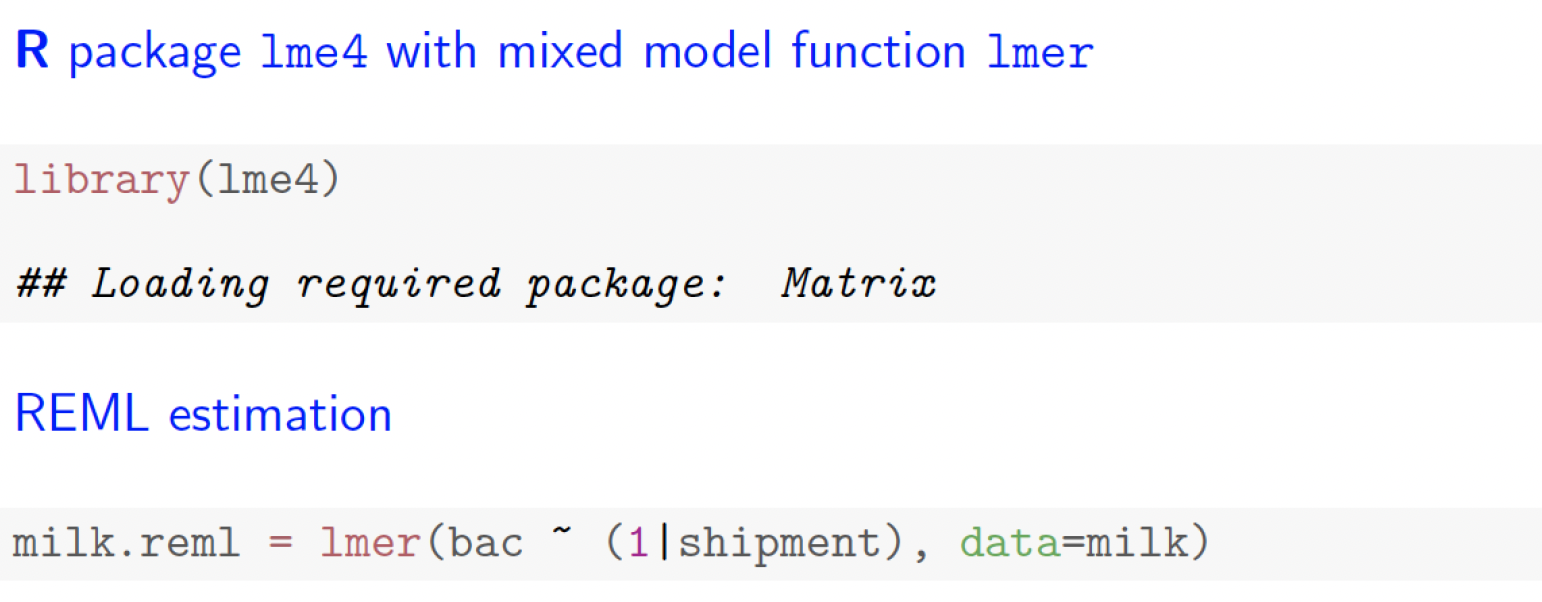 R package lme4 with mixed model function lmer
library(lme4)
## Loading required package:  Matrix
REML estimation
milk.reml = lmer(bac ~ (1|shipment), data=milk)